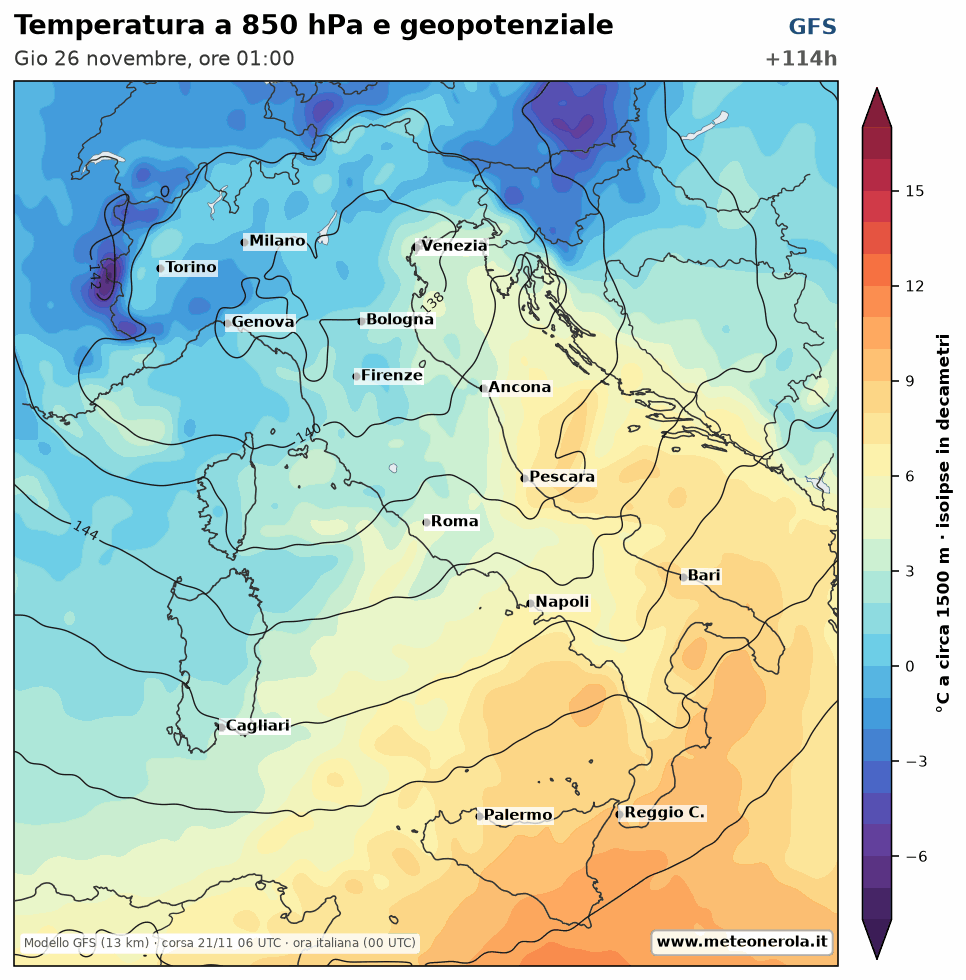 Temperatura a 850 hPa e geopotenziale
GFS
Gio 26 novembre, ore 01:00
+114h
Milano
Venezia
Torino
142
138
Genova
Bologna
Firenze
Ancona
140
Pescara
144
Roma
Bari
Napoli
Cagliari
Palermo
Reggio C.
Modello GFS (13 km) · corsa 21/11 06 UTC · ora italiana (00 UTC)
www.meteonerola.it
15
12
9
6
3
0
−3
−6
°C a circa 1500 m · isoipse in decametri